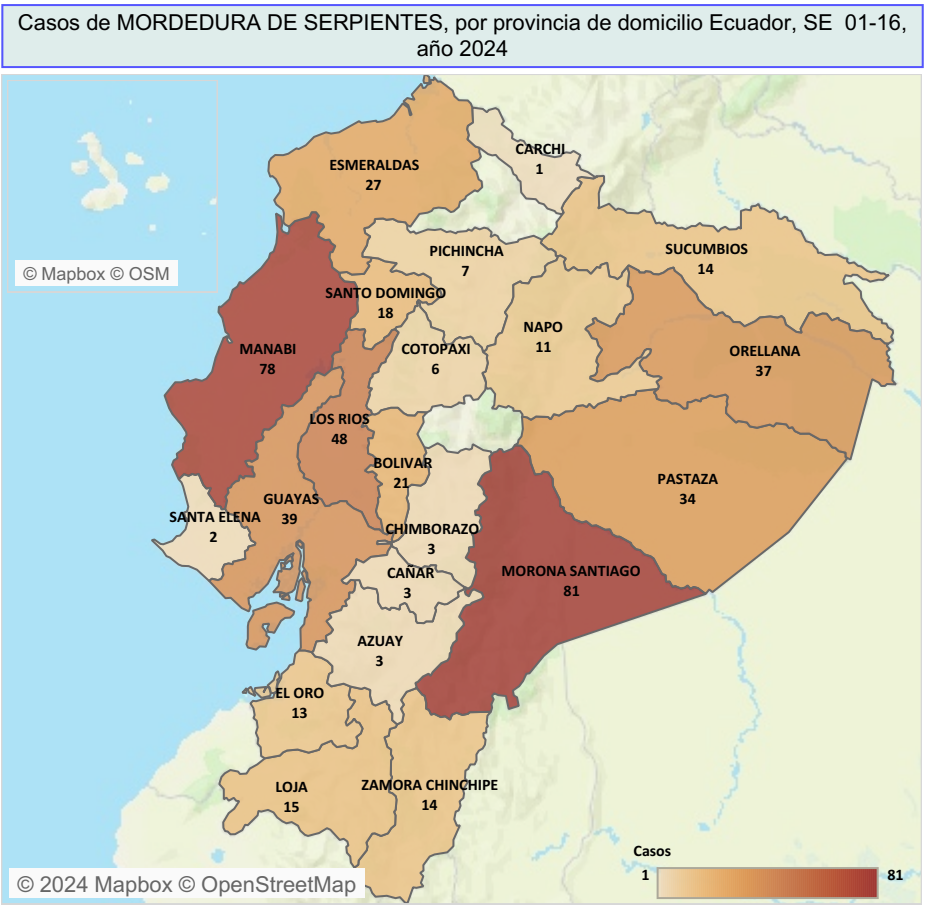 Casos de MORDEDURA DE SERPIENTES, por provincia de domicilio Ecuador, SE 01-16,
año 2024
CARCHI
1
ESMERALDAS
27
SUCUMBIOS
14
PICHINCHA
7
© Mapbox © OSM
SANTO DOMINGO
18
NAPO
11
MANABI
78
COTOPAXI
6
ORELLANA
37
LOS RIOS
48
BOLIVAR
21
PASTAZA
34
GUAYAS
39
SANTA ELENA
2
CHIMBORAZO
3
MORONA SANTIAGO
81
CAÑAR
3
AZUAY
3
EL ORO
13
LOJA
15
ZAMORA CHINCHIPE
14
Casos
1 81
© 2024 Mapbox © OpenStreetMap